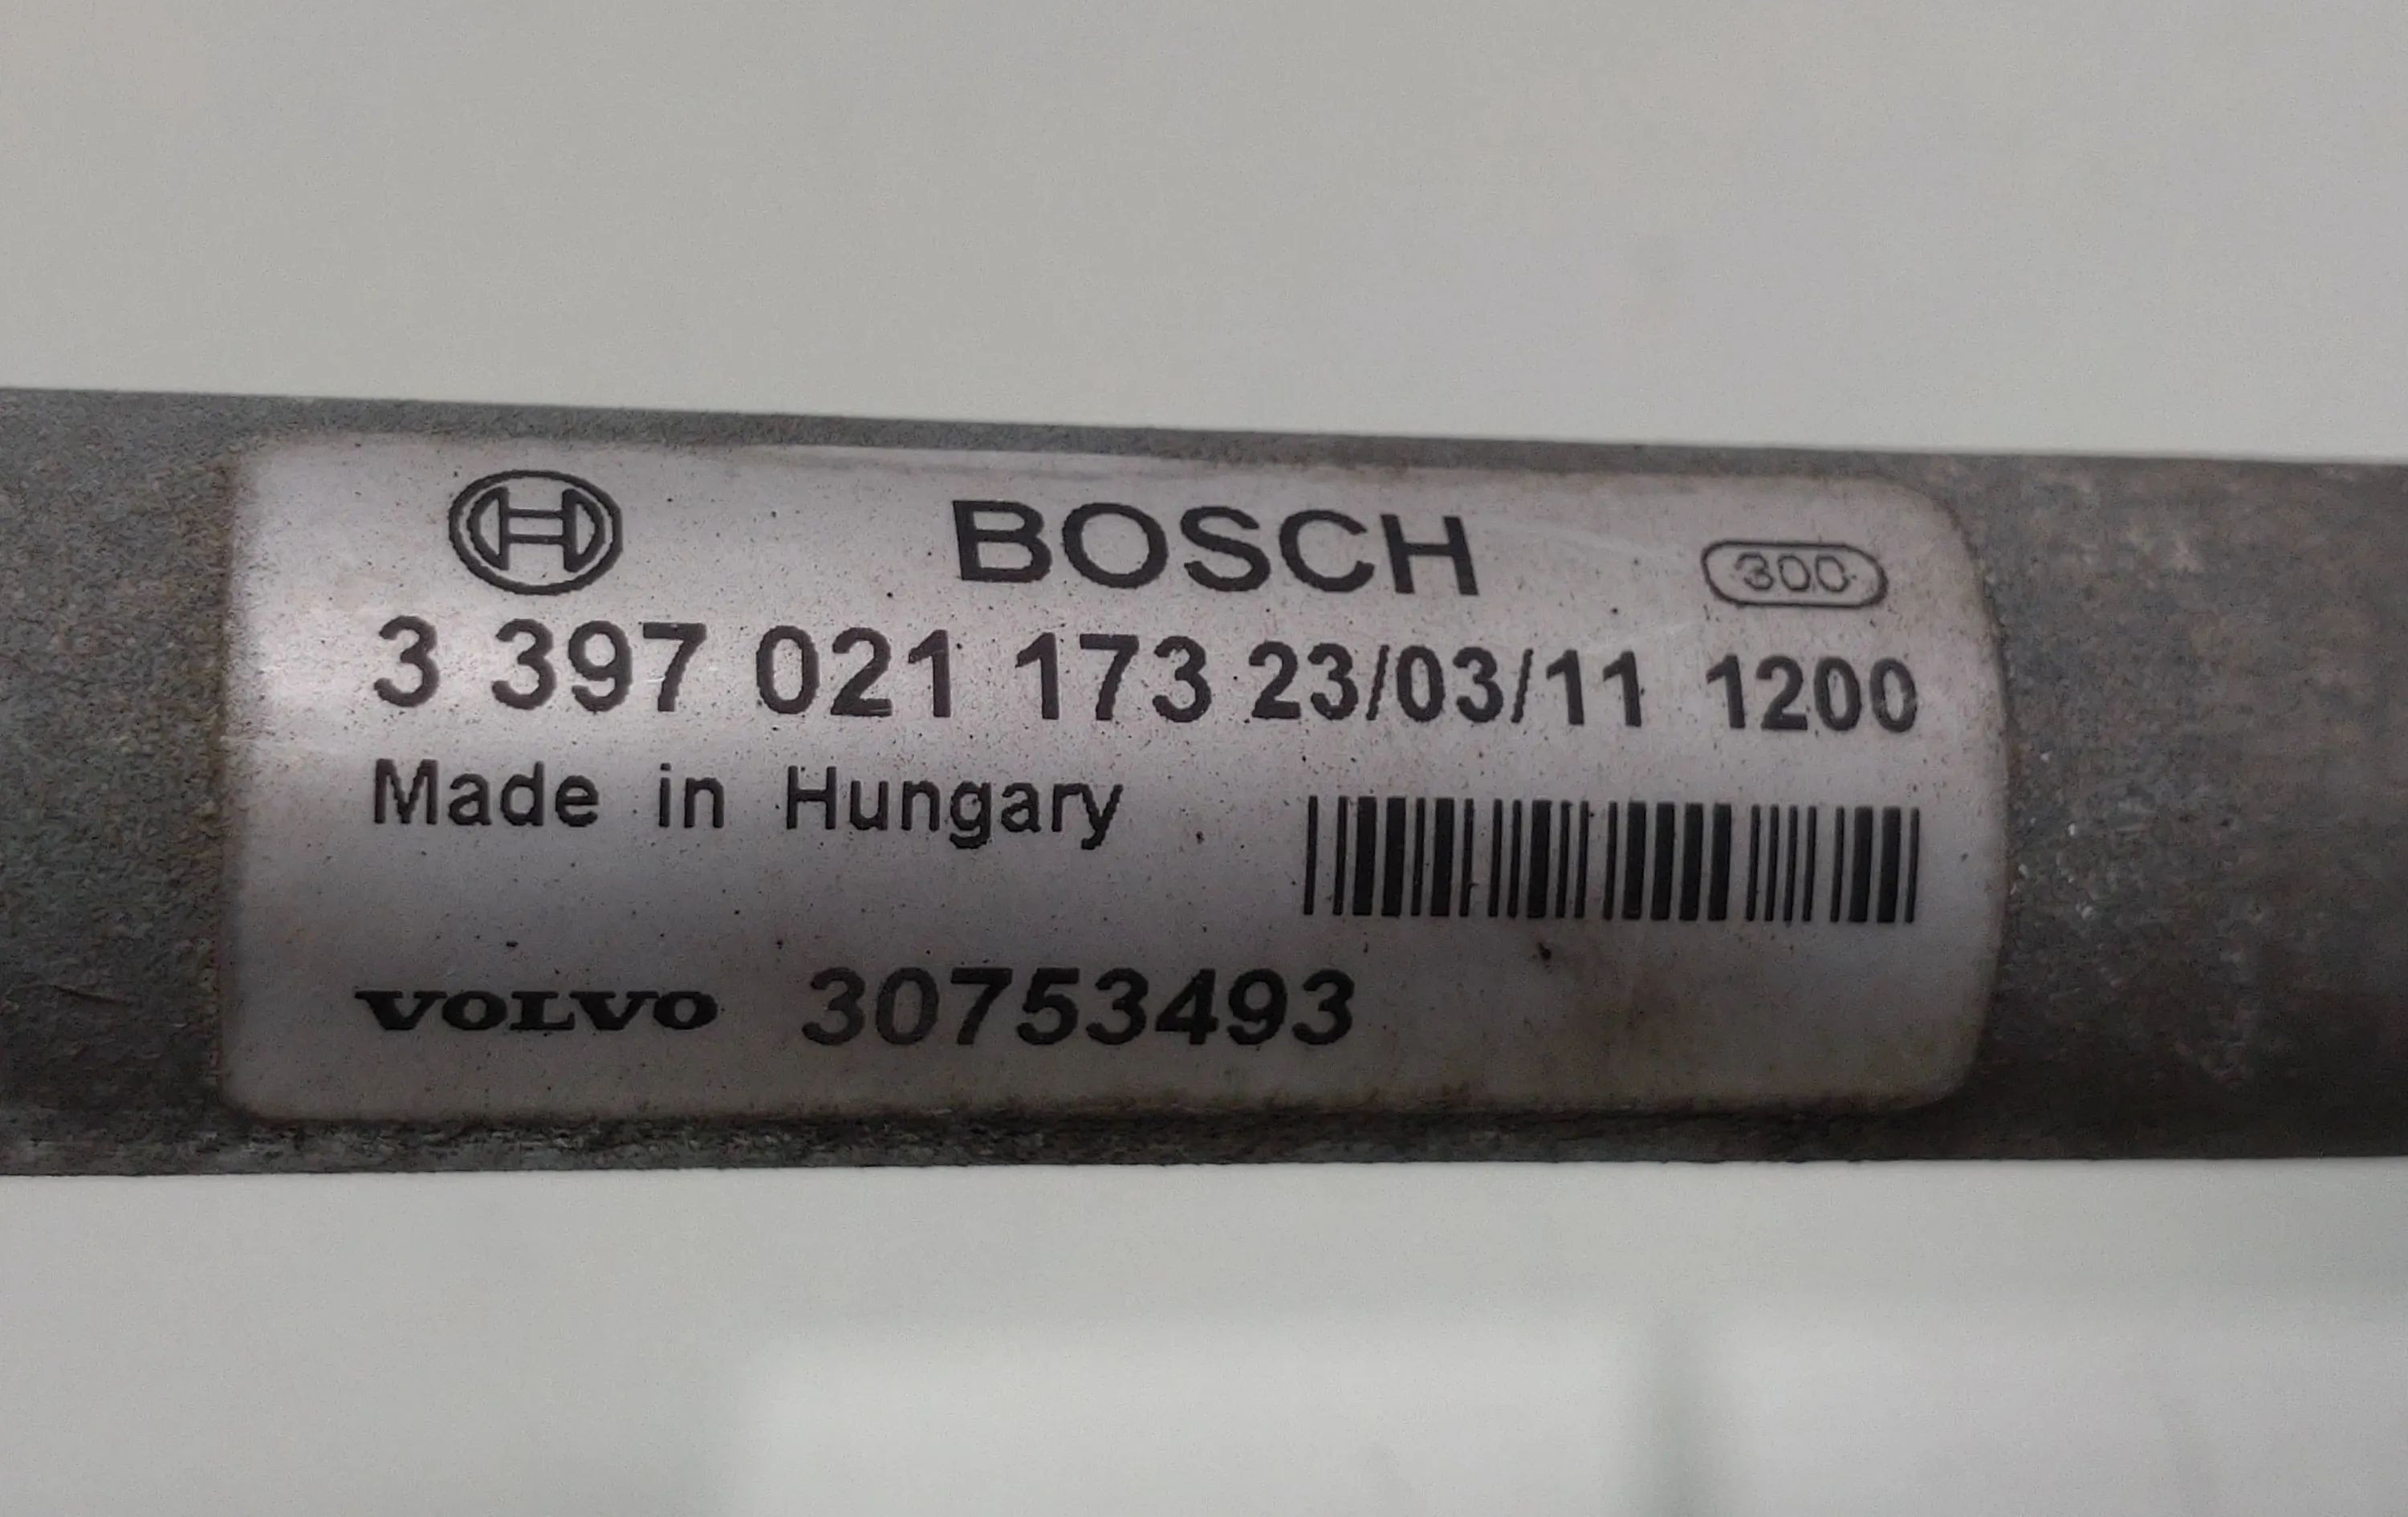 BOSCH 300
3 397 021 173 23/03/11 1200
Made in Hungary
VOLVO 30753493